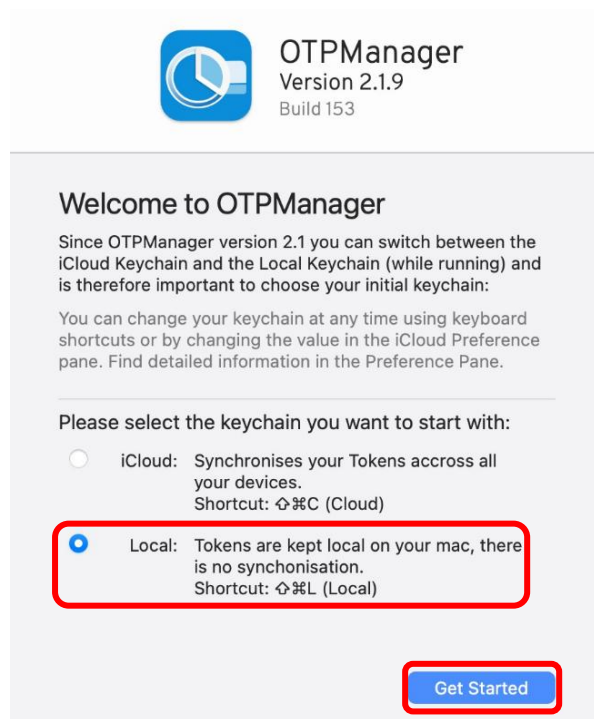 OTPManager
Version 2.1.9
Build 153
Welcome to OTPManager
Since OTPManager version 2.1 you can switch between the
iCloud Keychain and the Local Keychain (while running) and
is therefore important to choose your initial keychain:
You can change your keychain at any time using keyboard
shortcuts or by changing the value in the iCloud Preference
pane. Find detailed information in the Preference Pane.
Please select the keychain you want to start with:
iCloud: Synchronises your Tokens accross all
your devices.
Shortcut: ⇧⌘C (Cloud)
Local: Tokens are kept local on your mac, there
is no synchonisation.
Shortcut: ⇧⌘L (Local)
Get Started